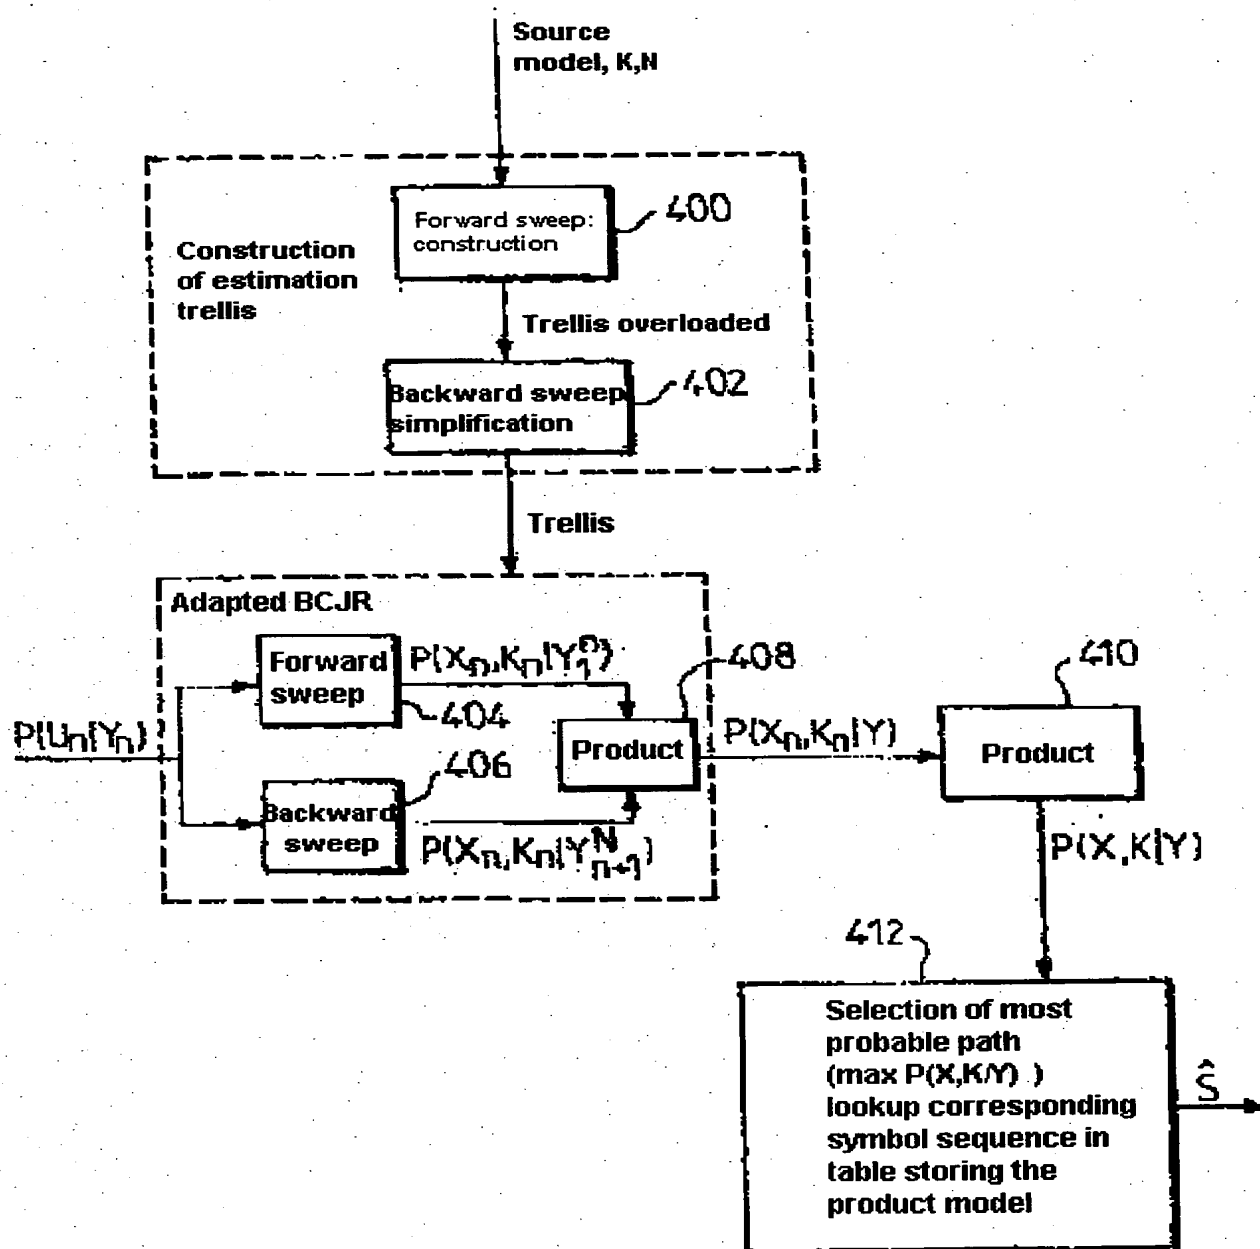 Source
model, K,N
Forward sweep:
construction
400
Construction
of estimation
trellis
Trellis overloaded
Backward sweep
simplification
402
Trellis
Adapted BCJR
Forward
sweep
P(Xn,Kn|Y₁ⁿ)
404
408
410
P(Un|Yn)
Product
P(Xn,Kn|Y)
Product
406
Backward
sweep
P(Xn,Kn|Yₙ₊₁ᴺ)
P(X,K|Y)
412
Selection of most
probable path
(max P(X,K/Y) )
lookup corresponding
symbol sequence in
table storing the
product model
Ŝ